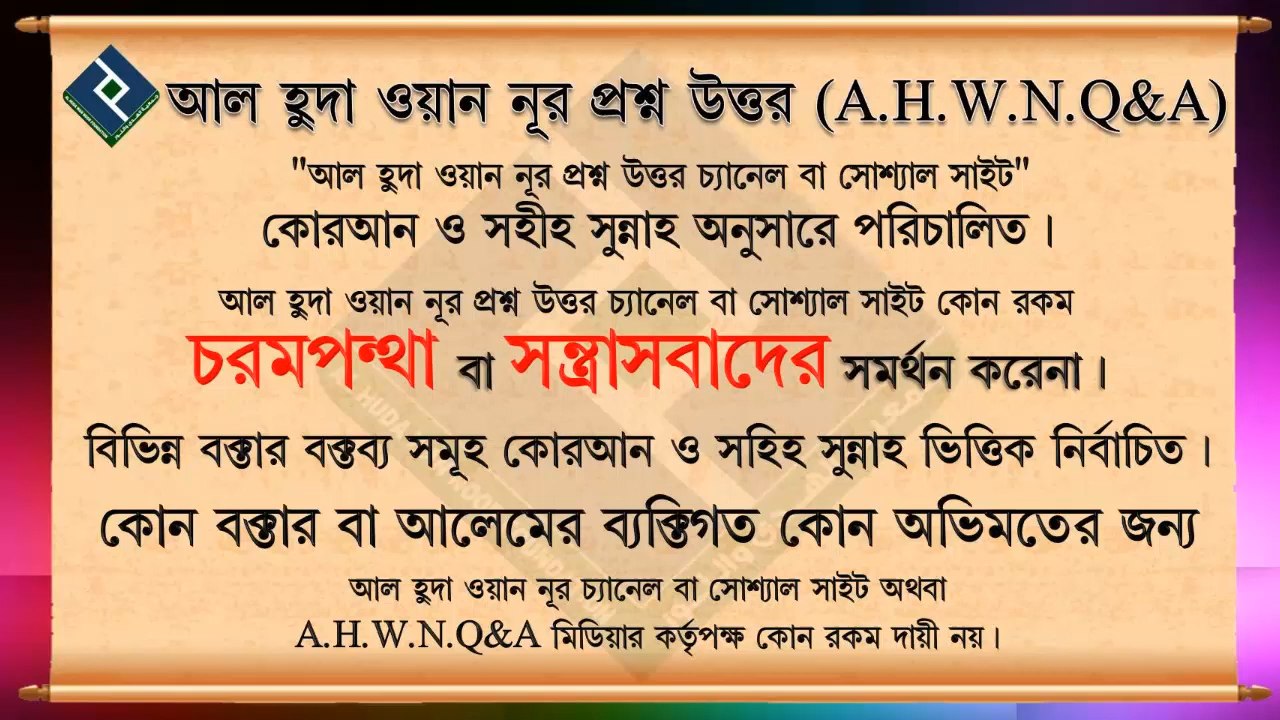 আল হুদা ওয়ান নূর প্রশ্ন উত্তর (A.H.W.N.Q&A)
"আল হুদা ওয়ান নূর প্রশ্ন উত্তর চ্যানেল বা সোশ্যাল সাইট"
কোরআন ও সহীহ সুন্নাহ অনুসারে পরিচালিত।
আল হুদা ওয়ান নূর প্রশ্ন উত্তর চ্যানেল বা সোশ্যাল সাইট কোন রকম
চরমপন্থা বা সন্ত্রাসবাদের সমর্থন করেনা।
বিভিন্ন বক্তার বক্তব্য সমূহ কোরআন ও সহিহ সুন্নাহ ভিত্তিক নির্বাচিত।
কোন বক্তার বা আলেমের ব্যক্তিগত কোন অভিমতের জন্য
আল হুদা ওয়ান নূর চ্যানেল বা সোশ্যাল সাইট অথবা
A.H.W.N.Q&A মিডিয়ার কর্তৃপক্ষ কোন রকম দায়ী নয়।